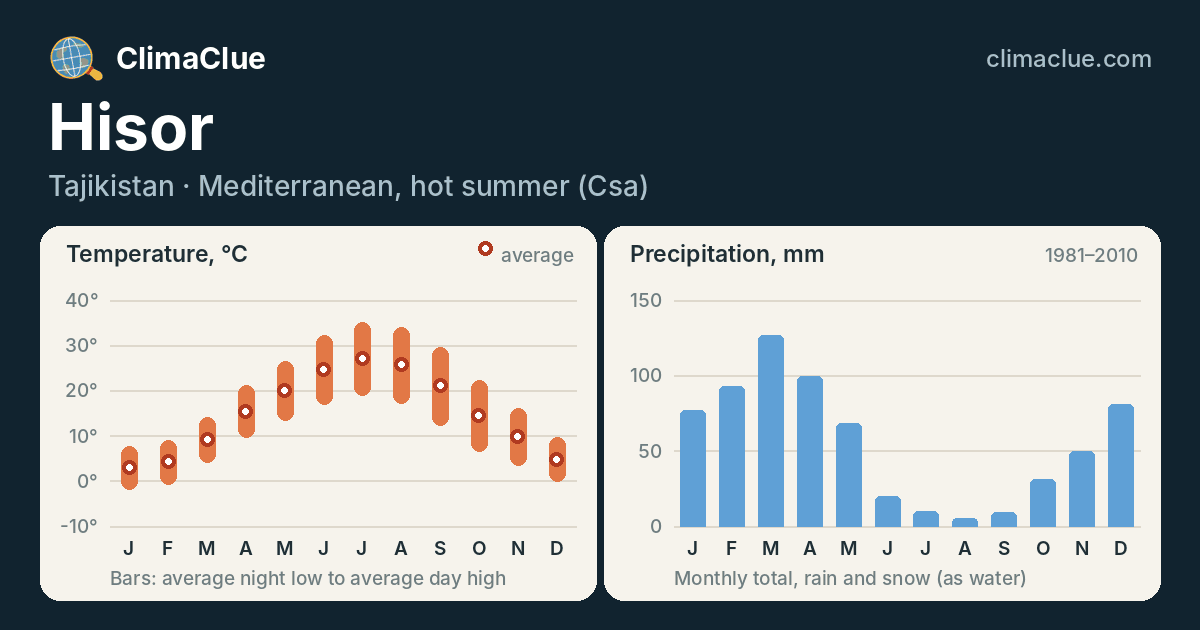 ClimaClue
climaclue.com
Hisor
Tajikistan · Mediterranean, hot summer (Csa)
Temperature, °C
average
40°
30°
20°
10°
0°
-10°
J F M A M J J A S O N D
Bars: average night low to average day high
Precipitation, mm
1981–2010
150
100
50
0
J F M A M J J A S O N D
Monthly total, rain and snow (as water)